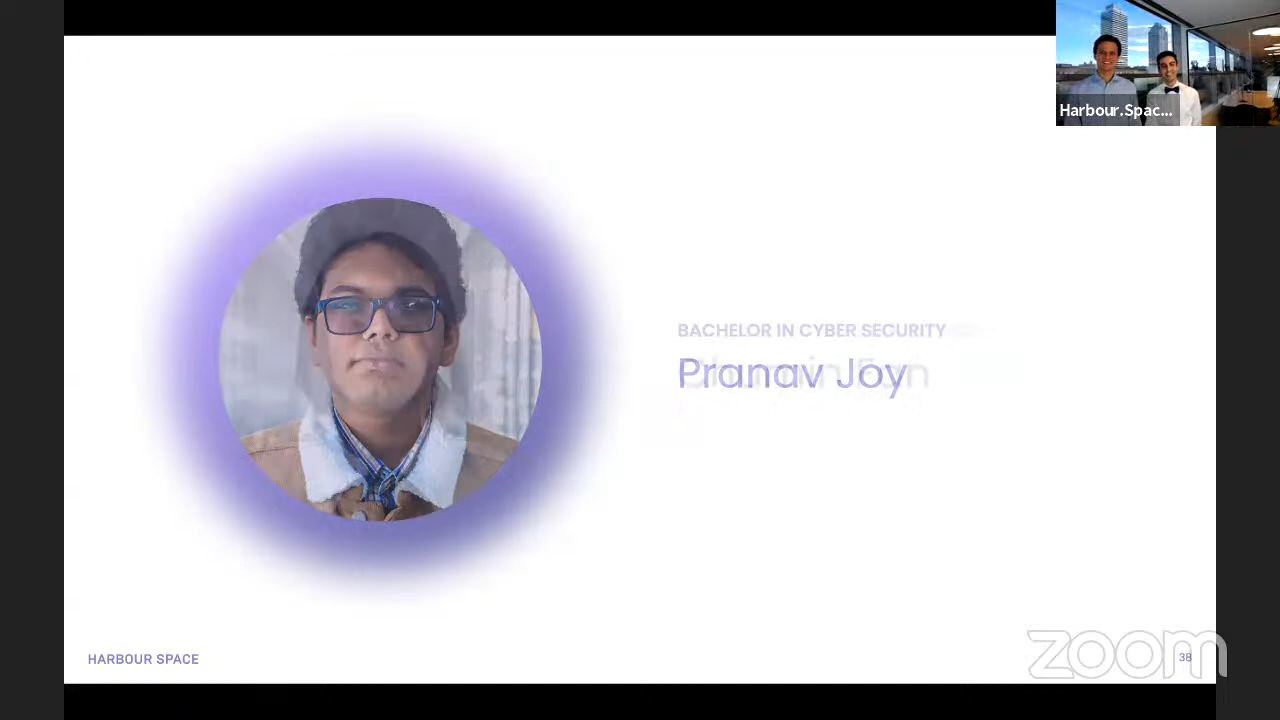 Harbour.Spac...
BACHELOR IN CYBER SECURITY
Pranav Joy
HARBOUR SPACE
38
zoom